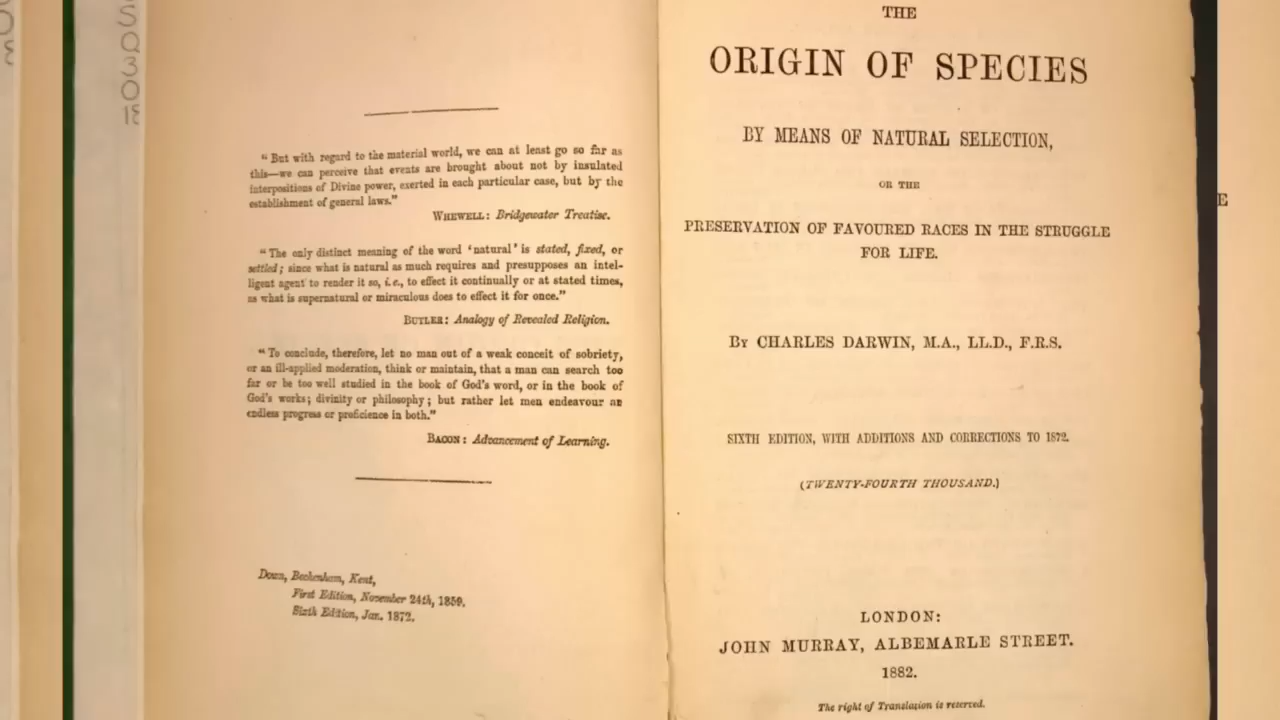 "But with regard to the material world, we can at least go so far as
this—we can perceive that events are brought about not by insulated
interpositions of Divine power, exerted in each particular case, but by the
establishment of general laws."
WHEWELL: Bridgewater Treatise.
"The only distinct meaning of the word 'natural' is stated, fixed, or
settled; since what is natural as much requires and presupposes an intel-
ligent agent to render it so, i.e., to effect it continually or at stated times,
as what is supernatural or miraculous does to effect it for once."
BUTLER: Analogy of Revealed Religion.
"To conclude, therefore, let no man out of a weak conceit of sobriety,
or an ill-applied moderation, think or maintain, that a man can search too
far or be too well studied in the book of God's word, or in the book of
God's works; divinity or philosophy; but rather let men endeavour an
endless progress or proficience in both."
BACON: Advancement of Learning.
Down, Beckenham, Kent,
First Edition, November 24th, 1859.
Sixth Edition, Jan. 1872.
THE
ORIGIN OF SPECIES
BY MEANS OF NATURAL SELECTION,
OR THE
PRESERVATION OF FAVOURED RACES IN THE STRUGGLE
FOR LIFE.
BY CHARLES DARWIN, M.A., LL.D., F.R.S.
SIXTH EDITION, WITH ADDITIONS AND CORRECTIONS TO 1872.
(TWENTY-FOURTH THOUSAND.)
LONDON:
JOHN MURRAY, ALBEMARLE STREET.
1882.
The right of Translation is reserved.